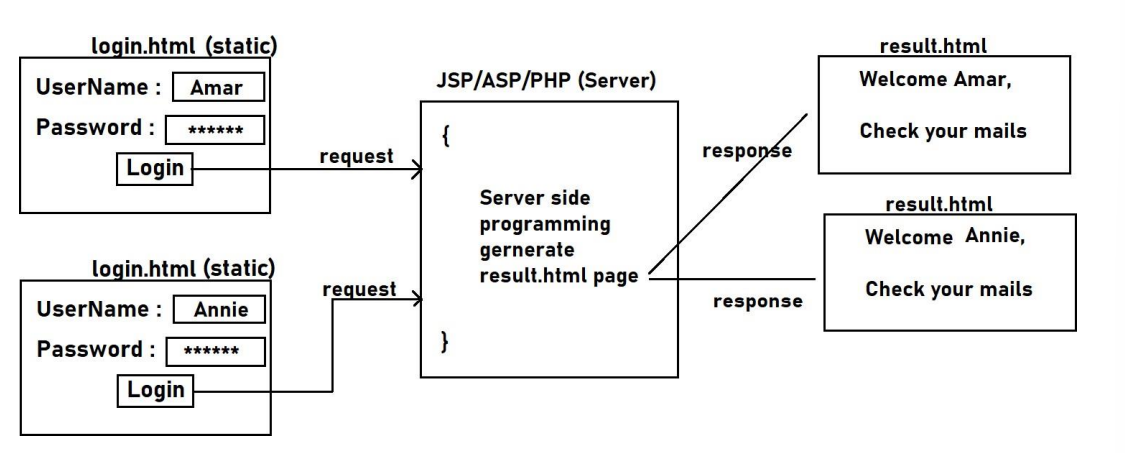 login.html (static)
UserName : Amar
Password : ******
Login
request
login.html (static)
UserName : Annie
Password : ******
Login
request
JSP/ASP/PHP (Server)
{
Server side
programming
gernerate
result.html page
}
response
response
result.html
Welcome Amar,
Check your mails
result.html
Welcome Annie,
Check your mails